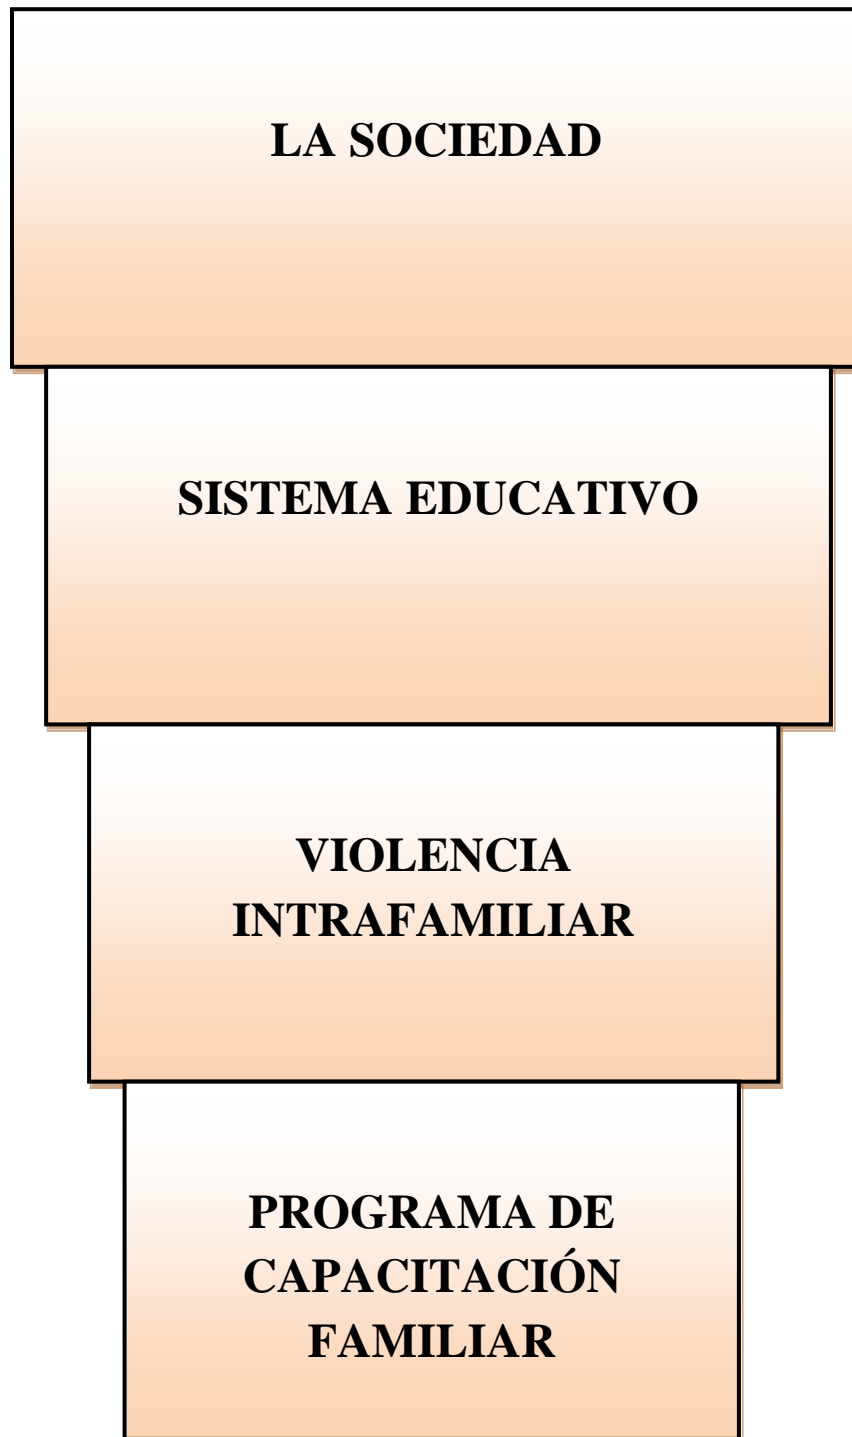 LA SOCIEDAD
SISTEMA EDUCATIVO
VIOLENCIA
INTRAFAMILIAR
PROGRAMA DE
CAPACITACIÓN
FAMILIAR